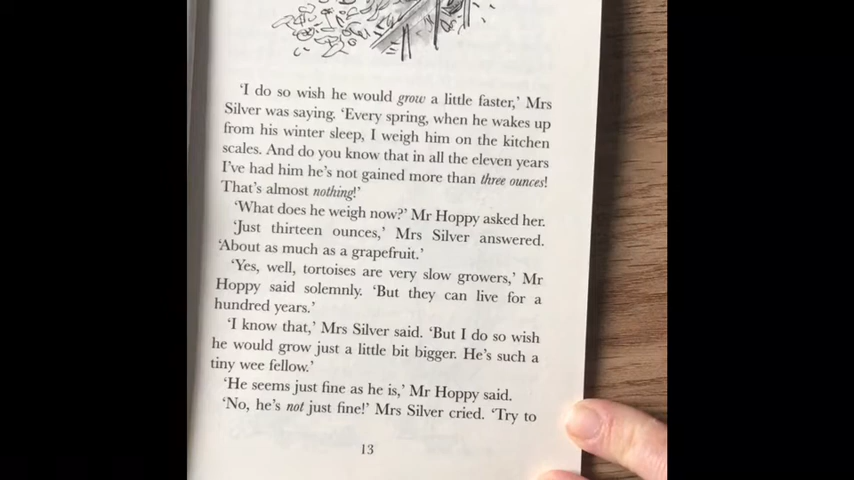 ‘I do so wish he would grow a little faster,’ Mrs
Silver was saying. ‘Every spring, when he wakes up
from his winter sleep, I weigh him on the kitchen
scales. And do you know that in all the eleven years
I’ve had him he’s not gained more than three ounces!
That’s almost nothing!’
‘What does he weigh now?’ Mr Hoppy asked her.
‘Just thirteen ounces,’ Mrs Silver answered.
‘About as much as a grapefruit.’
‘Yes, well, tortoises are very slow growers,’ Mr
Hoppy said solemnly. ‘But they can live for a
hundred years.’
‘I know that,’ Mrs Silver said. ‘But I do so wish
he would grow just a little bit bigger. He’s such a
tiny wee fellow.’
‘He seems just fine as he is,’ Mr Hoppy said.
‘No, he’s not just fine!’ Mrs Silver cried. ‘Try to
13